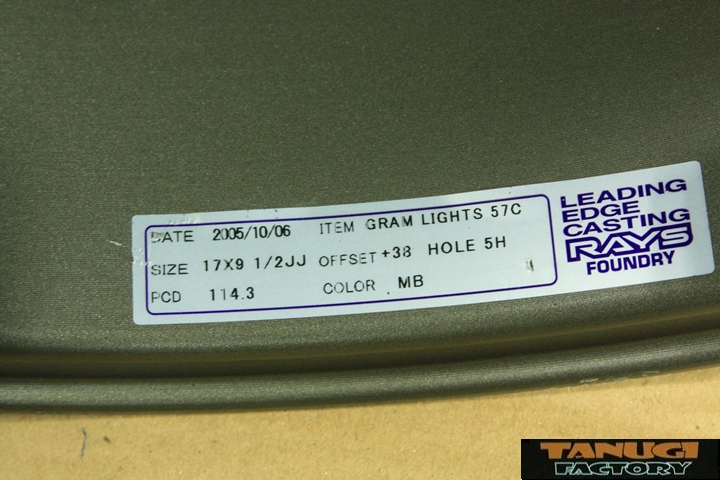 DATE 2005/10/06 ITEM GRAM LIGHTS 57C
SIZE 17X9 1/2JJ OFFSET +38 HOLE 5H
PCD 114.3 COLOR MB
LEADING
EDGE
CASTING
RAYS
FOUNDRY
TANUGI
FACTORY